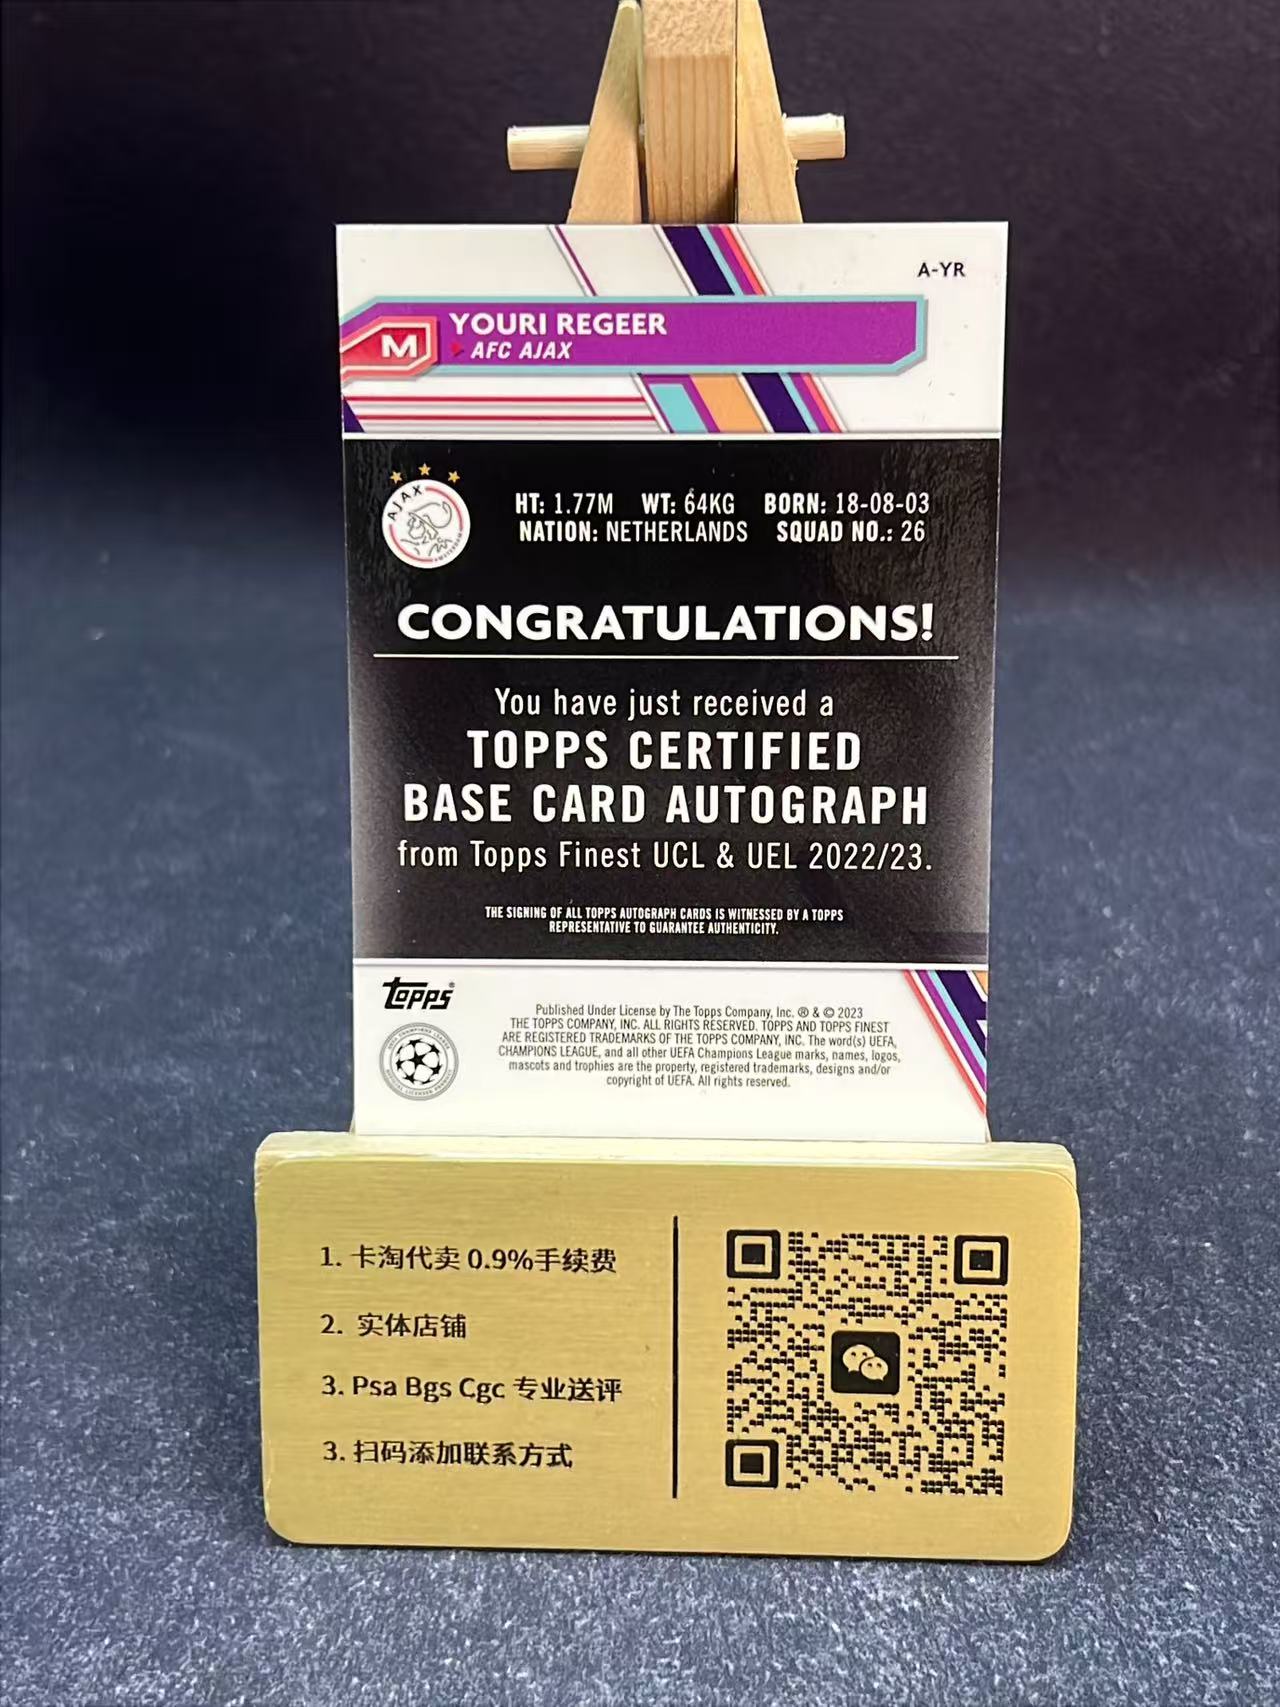 A-YR
YOURI REGEER
M
AFC AJAX
AJAX
HT: 1.77M WT: 64KG BORN: 18-08-03
NATION: NETHERLANDS SQUAD NO.: 26
CONGRATULATIONS!
You have just received a
TOPPS CERTIFIED
BASE CARD AUTOGRAPH
from Topps Finest UCL & UEL 2022/23.
THE SIGNING OF ALL TOPPS AUTOGRAPH CARDS IS WITNESSED BY A TOPPS
REPRESENTATIVE TO GUARANTEE AUTHENTICITY.
topps®
Published Under License by The Topps Company, Inc. ® & © 2023
THE TOPPS COMPANY, INC. ALL RIGHTS RESERVED. TOPPS AND TOPPS FINEST
ARE REGISTERED TRADEMARKS OF THE TOPPS COMPANY, INC. The word(s) UEFA,
CHAMPIONS LEAGUE, and all other UEFA Champions League marks, names, logos,
mascots and trophies are the property, registered trademarks, designs and/or
copyright of UEFA. All rights reserved.
1. 卡淘代卖 0.9%手续费
2. 实体店铺
3. Psa Bgs Cgc 专业送评
3. 扫码添加联系方式